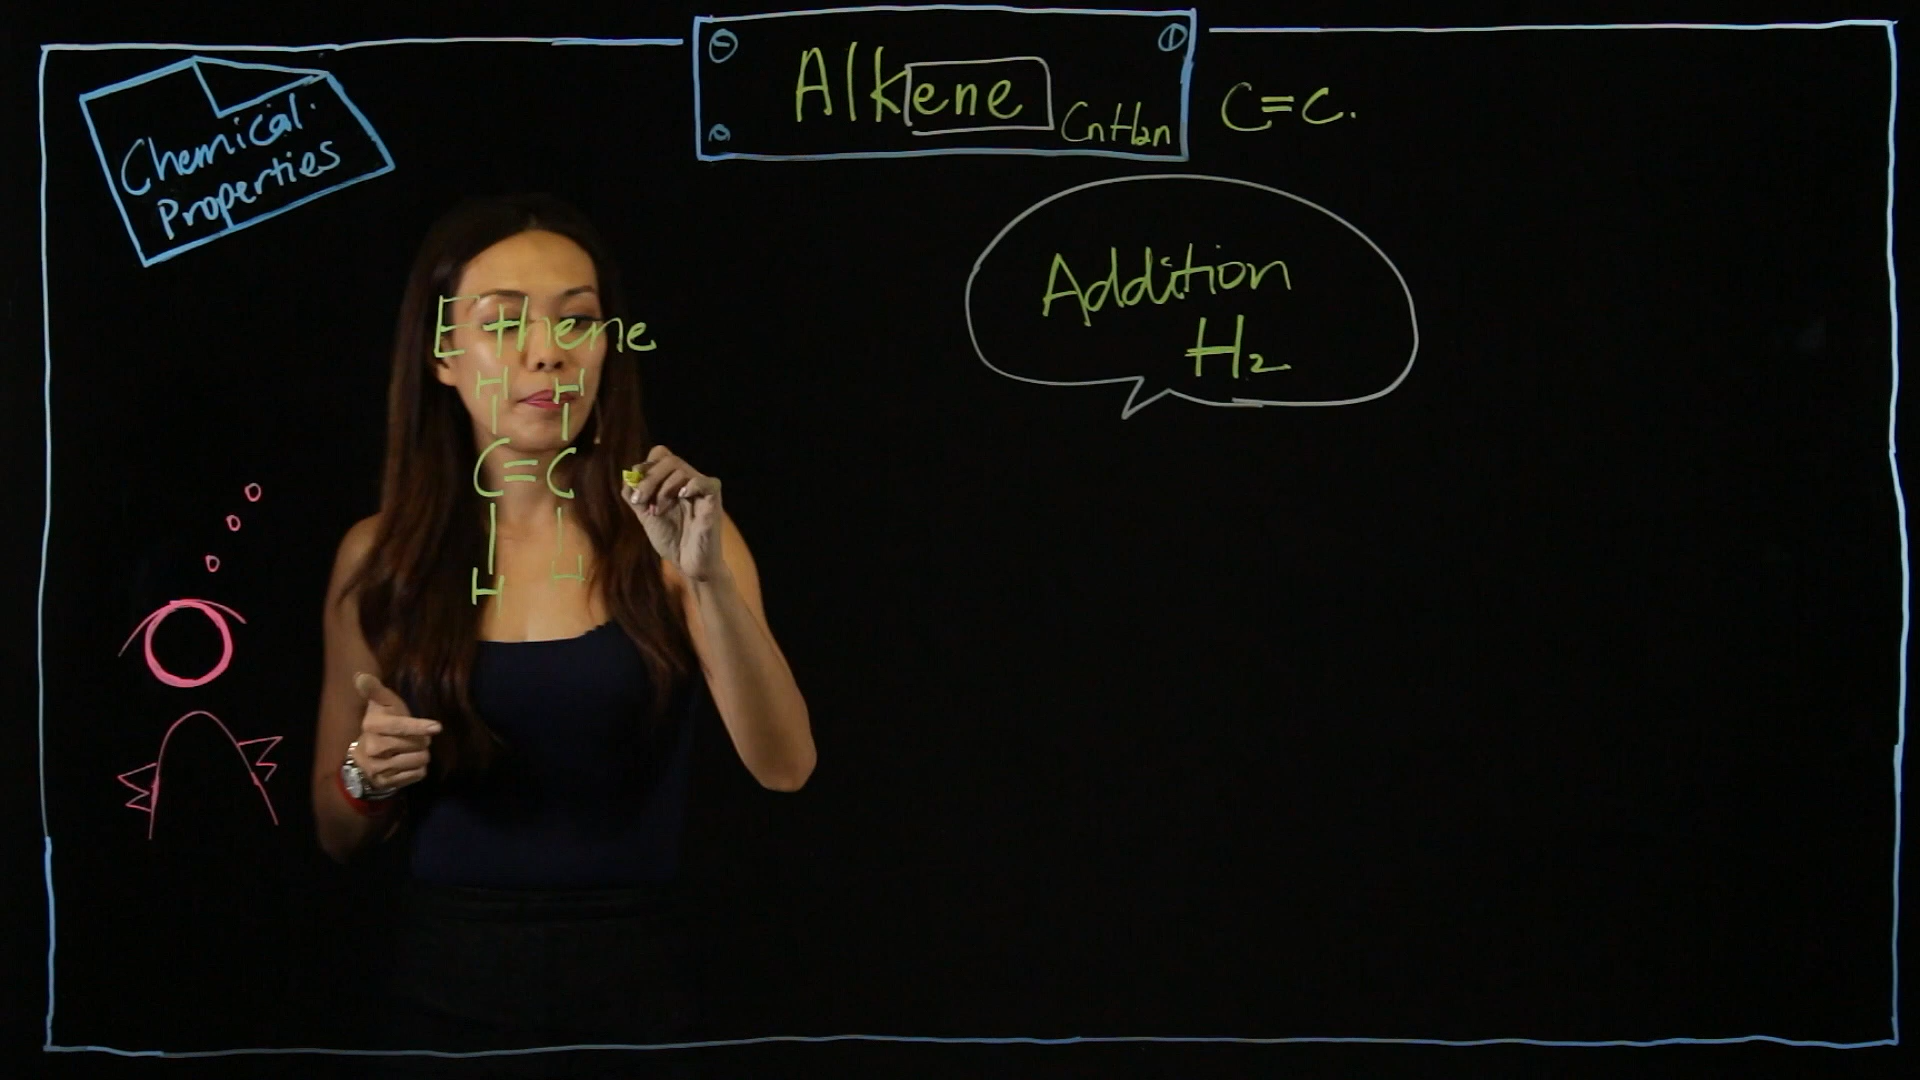 Alkene CnH2n C=C.
Chemical
Properties
Addition
H2
Ethene
H H
C=C
H H